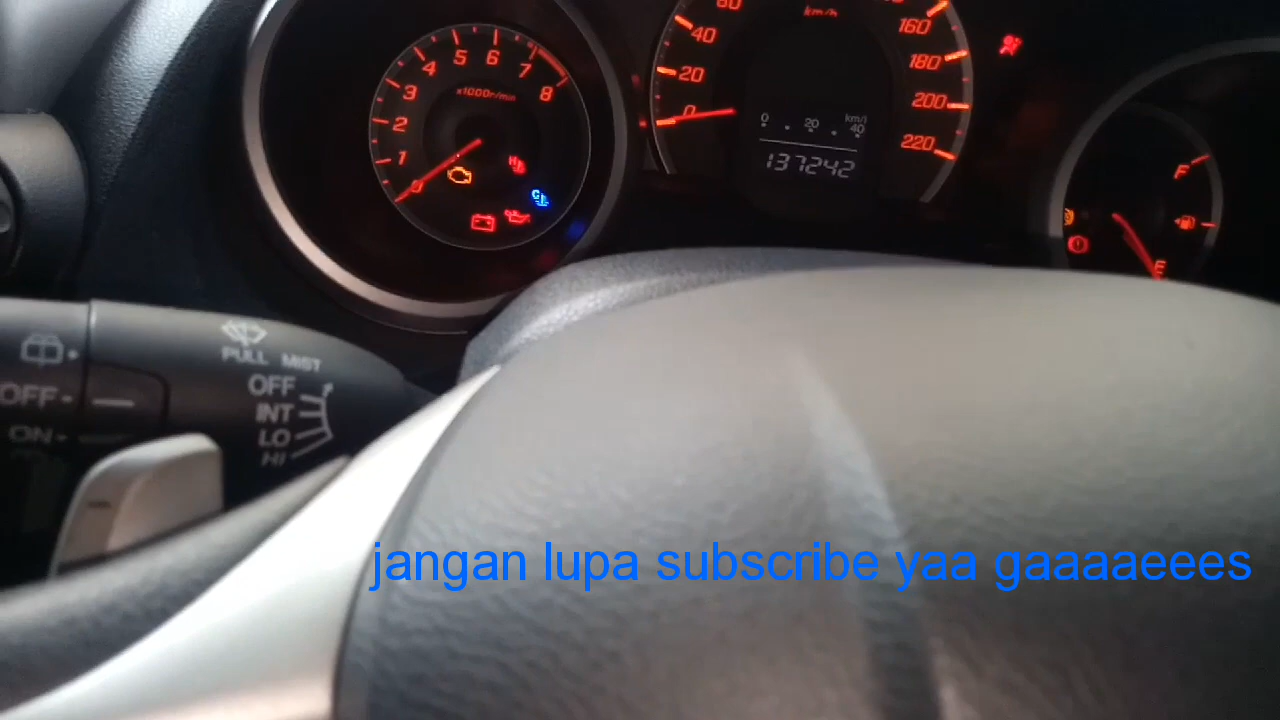 80
km/h
160
40
180
20
200
0
220
5 6
4 7
3 8
x1000r/min
2
1
0
0 20 40
km/l
137242
F
E
PULL MIST
OFF
INT
LO
HI
OFF
ON
jangan lupa subscribe yaa gaaaaeees